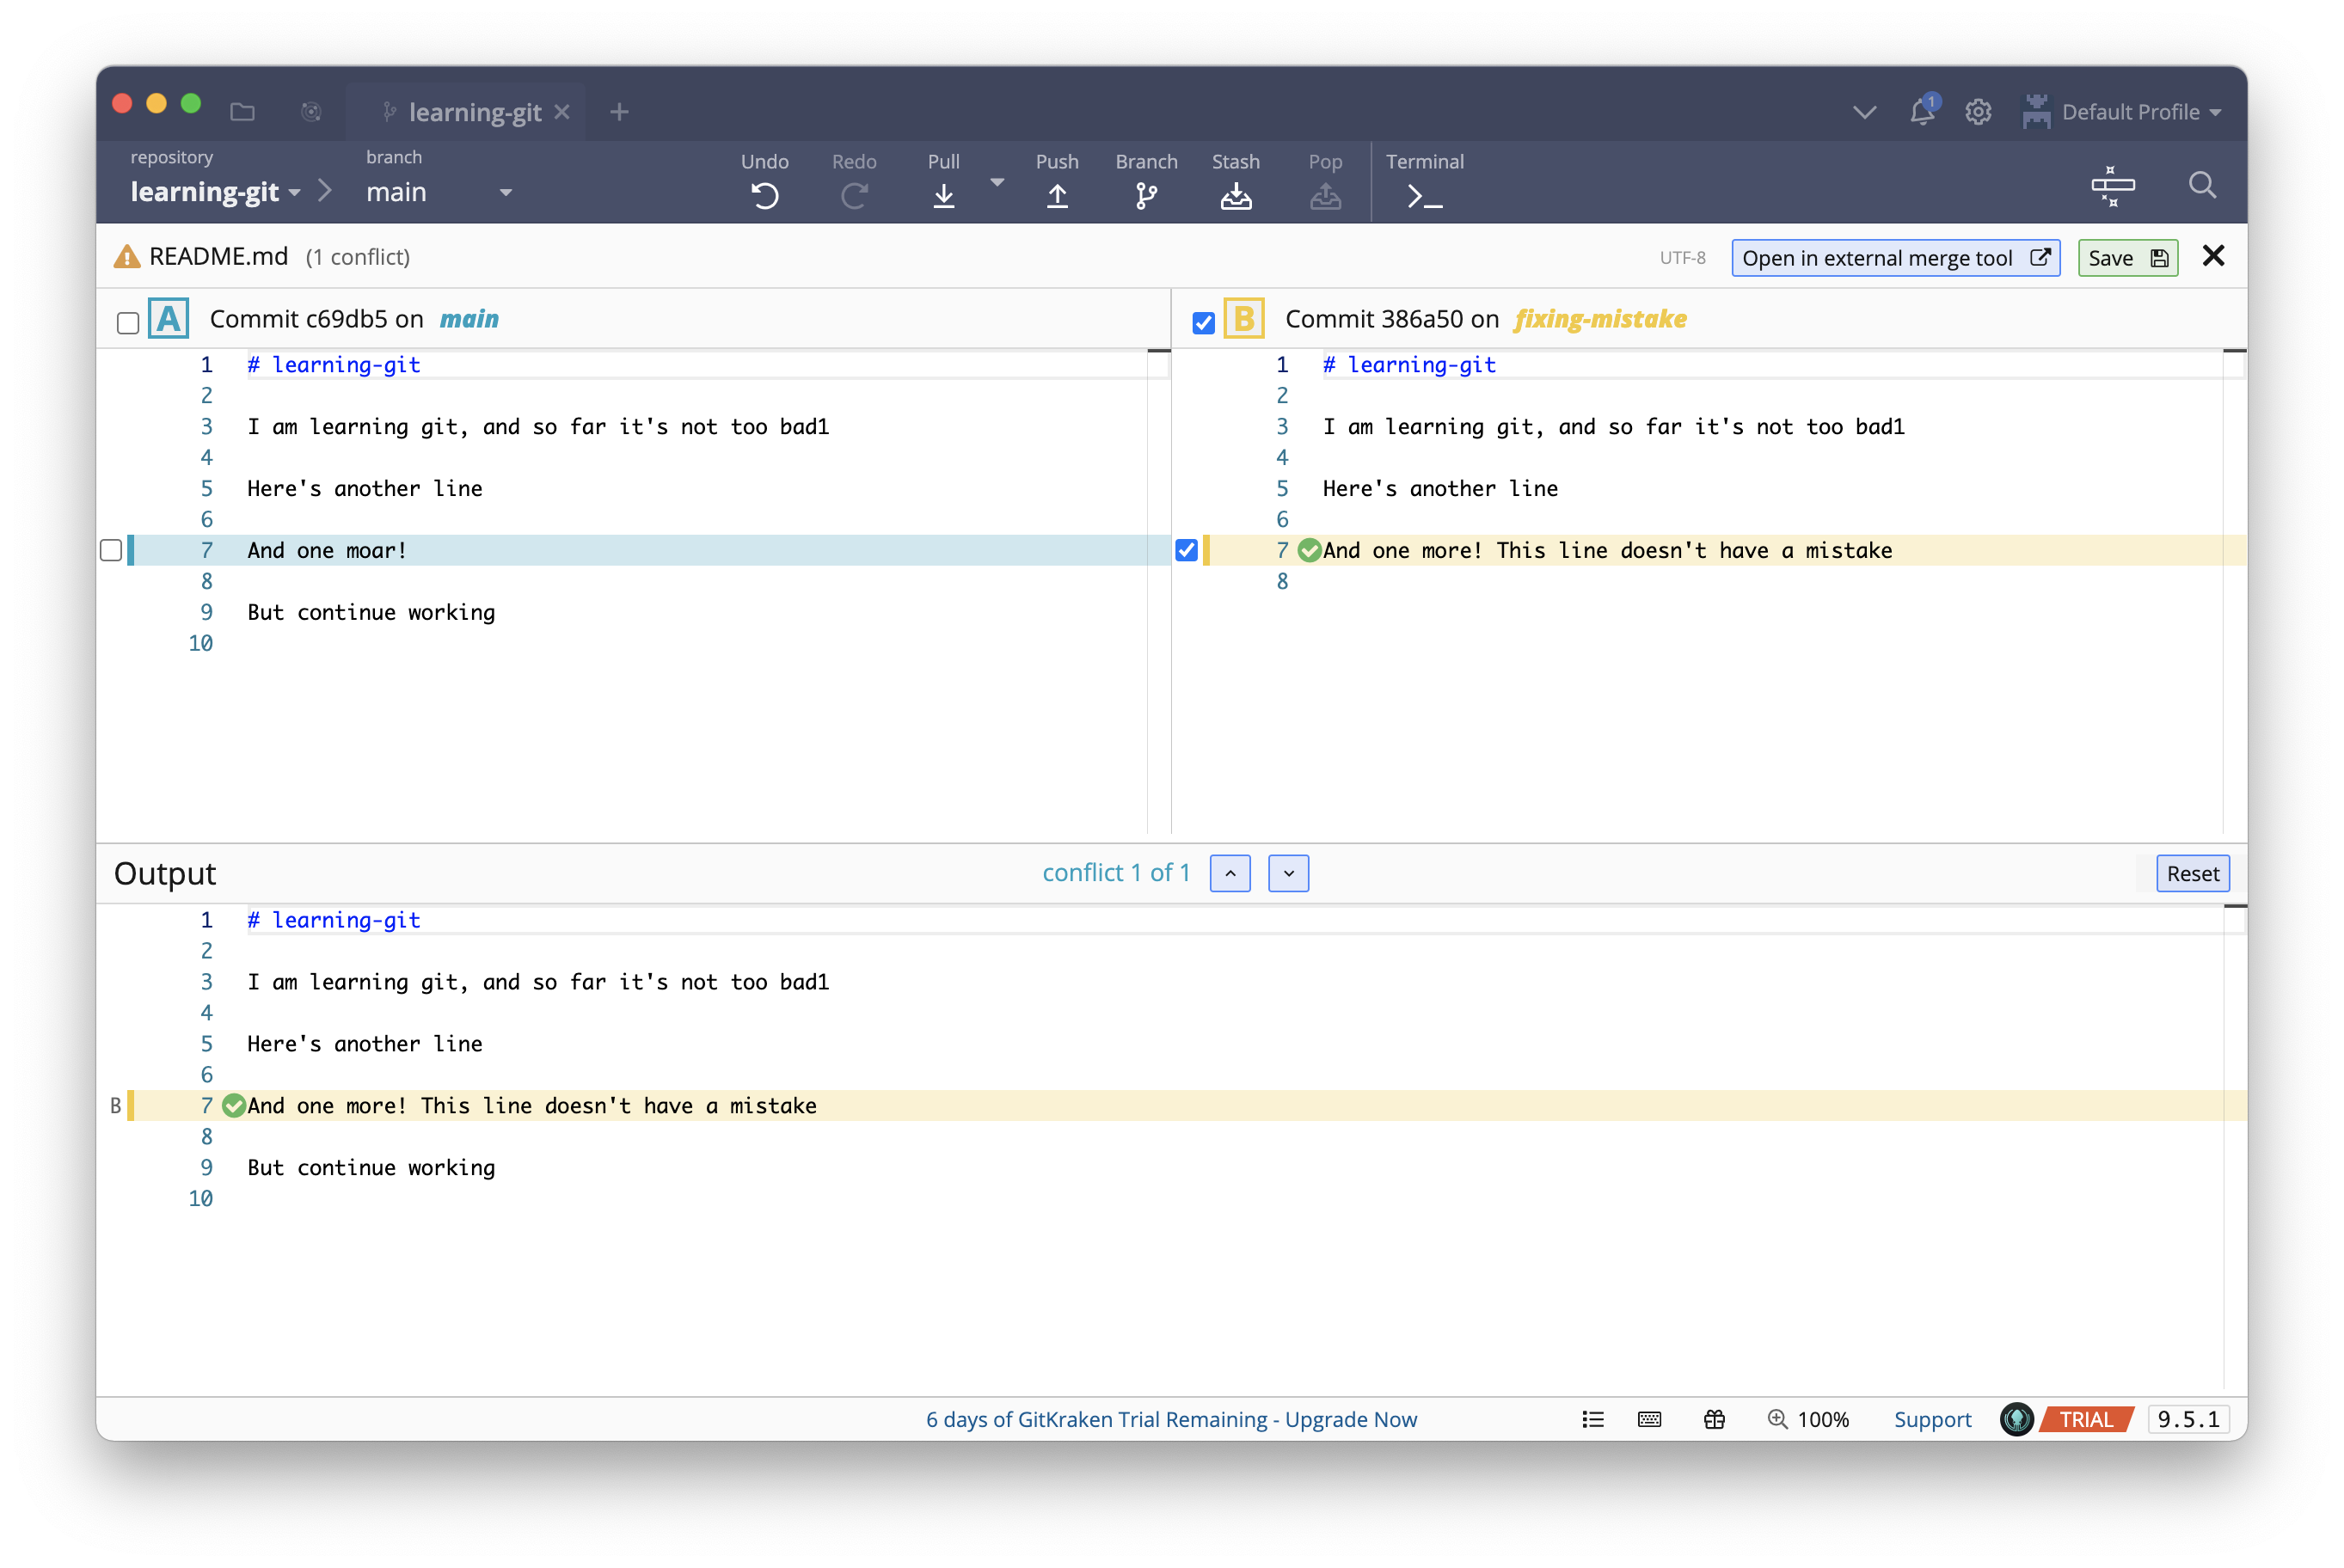 learning-git
1
Default Profile
repository
learning-git
branch
main
Undo
Redo
Pull
Push
Branch
Stash
Pop
Terminal
README.md (1 conflict)
UTF-8
Open in external merge tool
Save
A Commit c69db5 on main
1 # learning-git
2
3 I am learning git, and so far it's not too bad1
4
5 Here's another line
6
7 And one moar!
8
9 But continue working
10
B Commit 386a50 on fixing-mistake
1 # learning-git
2
3 I am learning git, and so far it's not too bad1
4
5 Here's another line
6
7 And one more! This line doesn't have a mistake
8
Output
conflict 1 of 1
Reset
1 # learning-git
2
3 I am learning git, and so far it's not too bad1
4
5 Here's another line
6
B 7 And one more! This line doesn't have a mistake
8
9 But continue working
10
6 days of GitKraken Trial Remaining - Upgrade Now
100%
Support
TRIAL
9.5.1